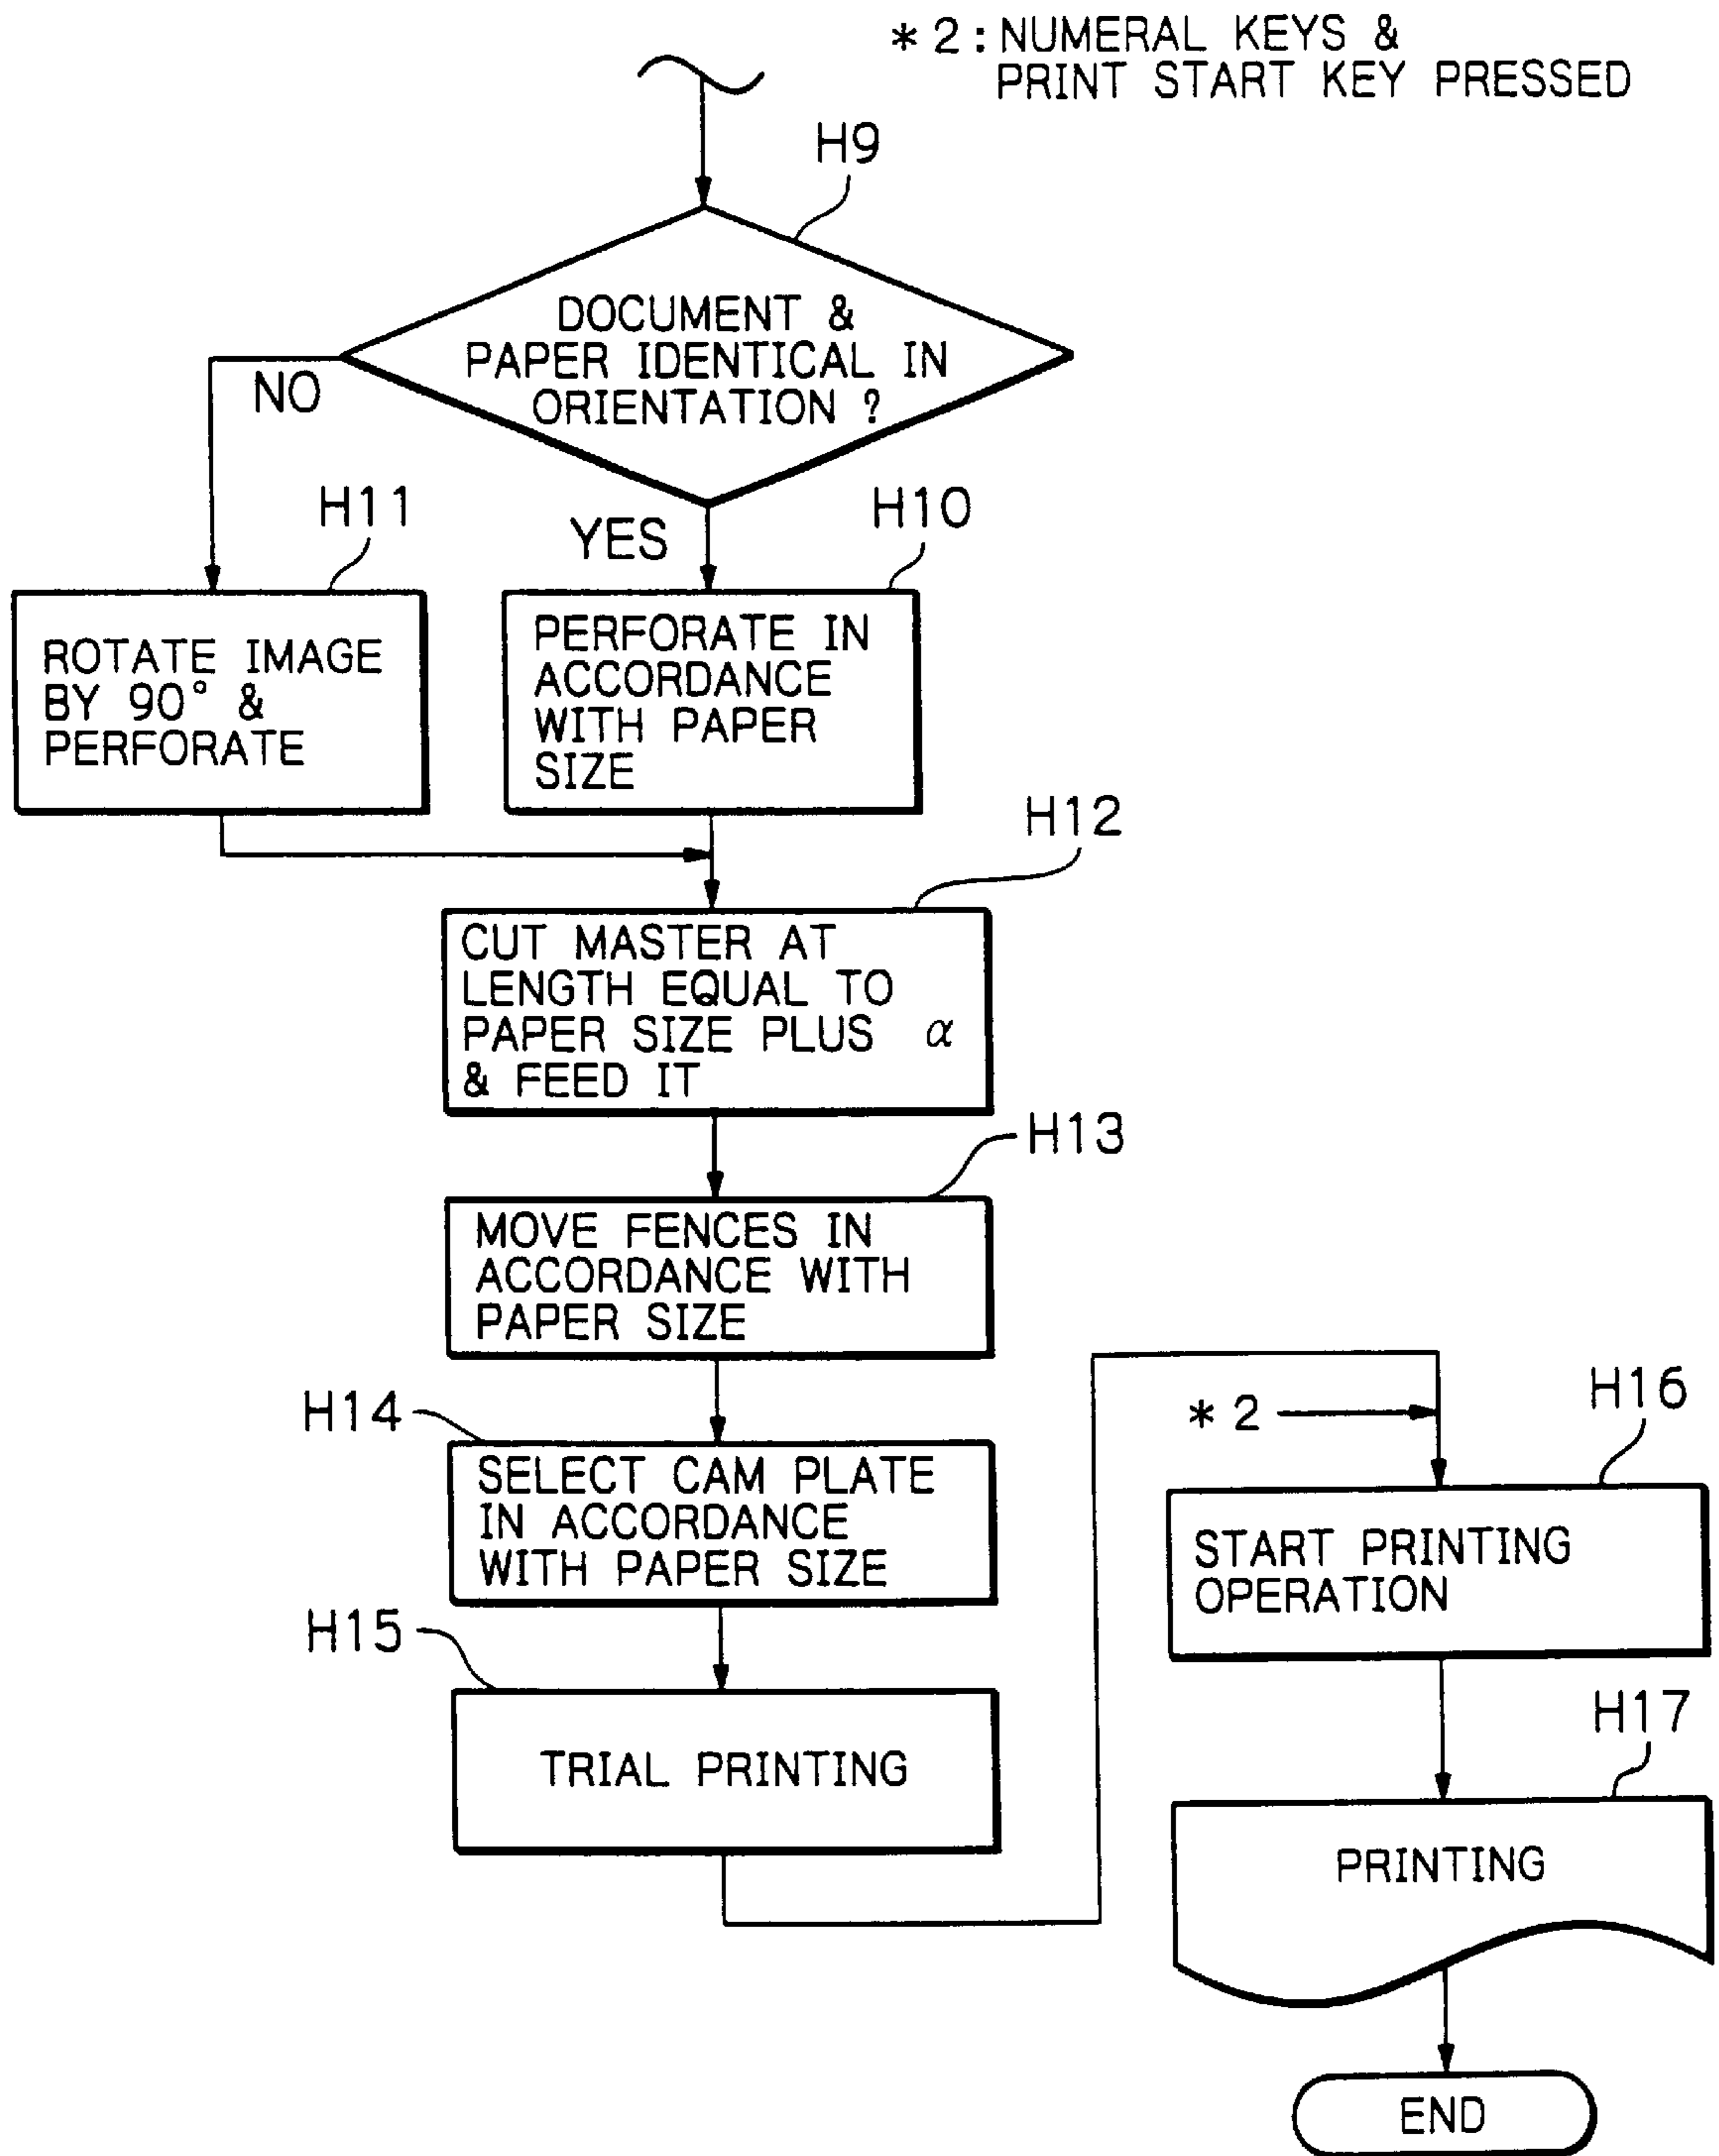 *2: NUMERAL KEYS &
PRINT START KEY PRESSED
H9
DOCUMENT &
PAPER IDENTICAL IN
ORIENTATION ?
NO
YES
H11
H10
ROTATE IMAGE
BY 90° &
PERFORATE
PERFORATE IN
ACCORDANCE
WITH PAPER
SIZE
H12
CUT MASTER AT
LENGTH EQUAL TO
PAPER SIZE PLUS α
& FEED IT
H13
MOVE FENCES IN
ACCORDANCE WITH
PAPER SIZE
H14
SELECT CAM PLATE
IN ACCORDANCE
WITH PAPER SIZE
H15
TRIAL PRINTING
*2
H16
START PRINTING
OPERATION
H17
PRINTING
END